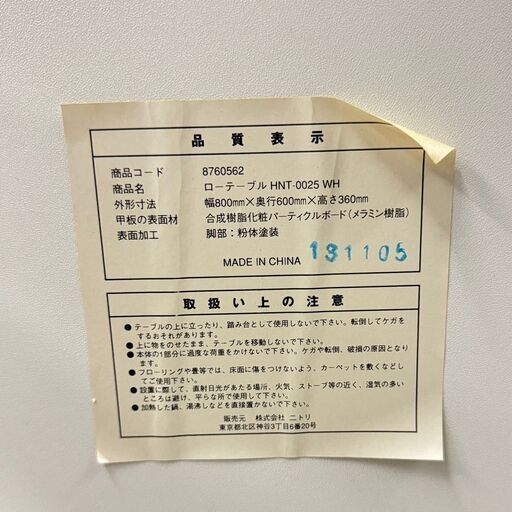 品質表示
商品コード 8760562
商品名 ローテーブル HNT-0025 WH
外形寸法 幅800mm×奥行600mm×高さ360mm
甲板の表面材 合成樹脂化粧パーティクルボード(メラミン樹脂)
表面加工 脚部：粉体塗装
MADE IN CHINA 131105
取扱い上の注意
●テーブルの上に立ったり、踏み台として使用しないで下さい。転倒してケガを
するおそれがあります。
●上に物をのせたまま、テーブルを移動しないで下さい。
●本体の1部分に過度な荷重をかけないで下さい。ケガや転倒、破損の原因となり
ます。
●フローリングや畳等では、床面に傷をつけないよう、カーペットを敷くなどし
てご使用下さい。
●設置に際して、直射日光があたる場所、火気、ストーブ等の近く、湿気の多い
ところは避け、平らな所で使用して下さい。
●加熱した鍋、湯沸しなどを直接置かないで下さい。
販売元 株式会社 ニトリ
東京都北区神谷3丁目6番20号